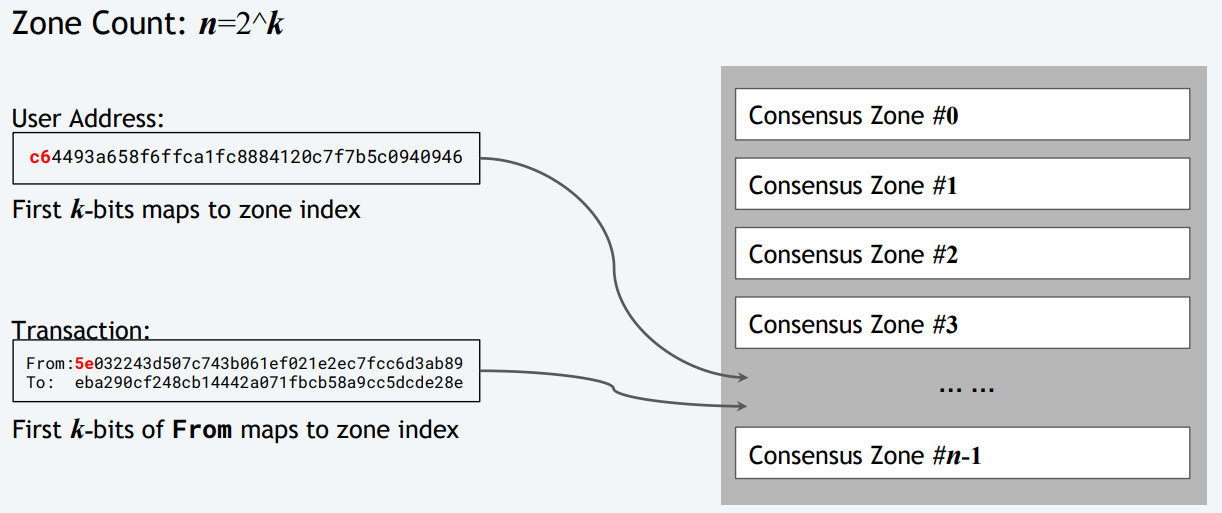 Zone Count: n=2^k
User Address:
c64493a658f6ffca1fc8884120c7f7b5c0940946
First k-bits maps to zone index
Transaction:
From:5e032243d507c743b061ef021e2ec7fcc6d3ab89
To: eba290cf248cb14442a071fbcb58a9cc5dcde28e
First k-bits of From maps to zone index
Consensus Zone #0
Consensus Zone #1
Consensus Zone #2
Consensus Zone #3
... ...
Consensus Zone #n-1